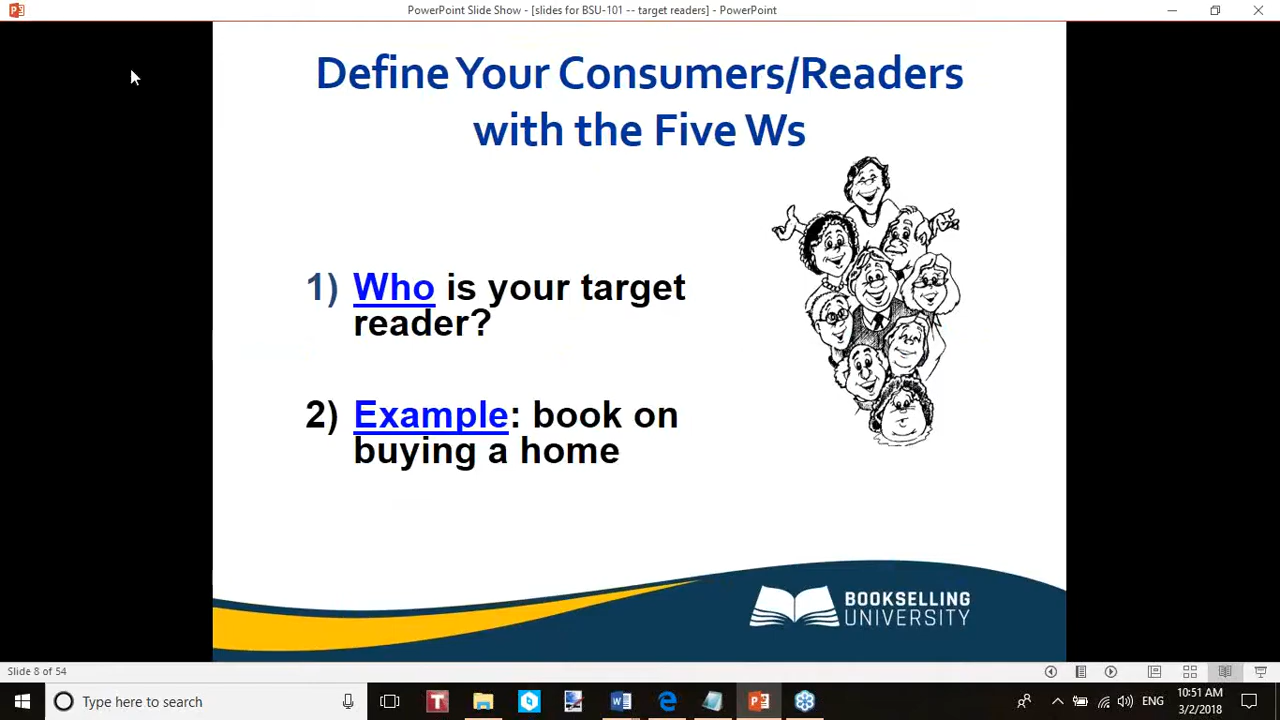 PowerPoint Slide Show - [slides for BSU-101 -- target readers] - PowerPoint
Define Your Consumers/Readers
with the Five Ws
1) Who is your target
reader?
2) Example: book on
buying a home
BOOKSELLING
UNIVERSITY
Slide 8 of 54
Type here to search
ENG
10:51 AM
3/2/2018